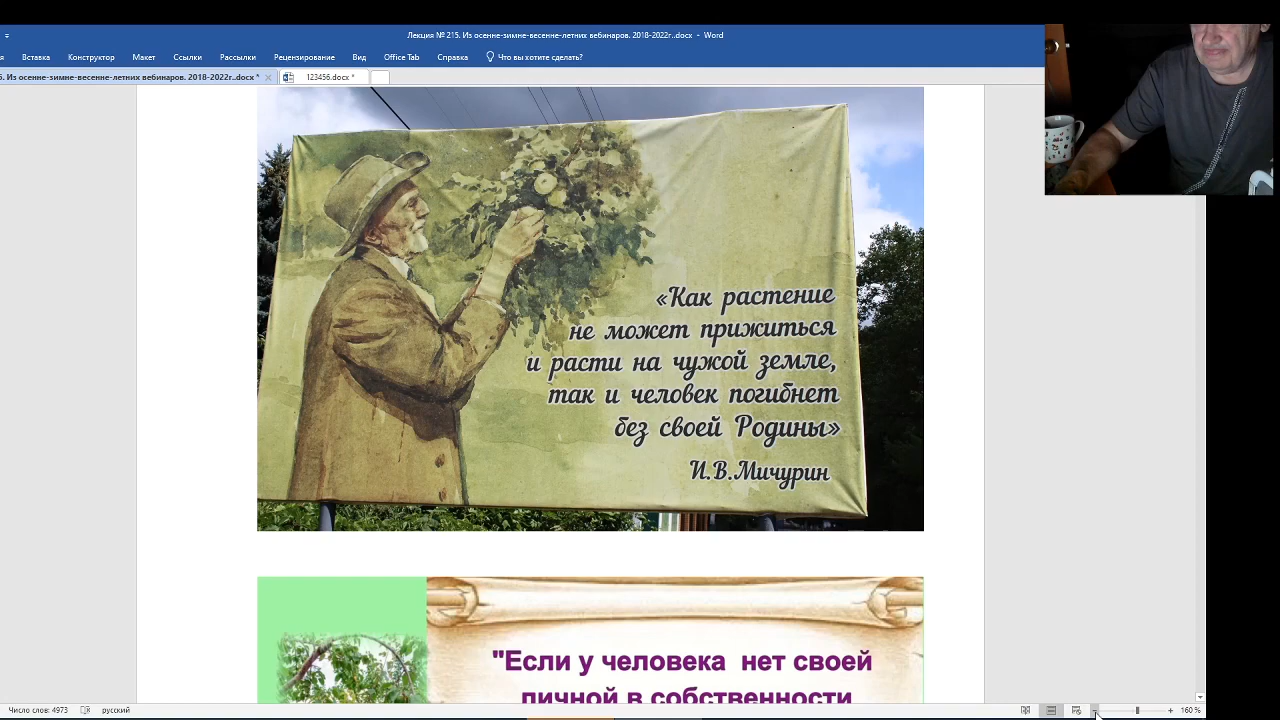 Лекция № 215. Из осенне-зимне-весенне-летних вебинаров. 2018-2022г..docx - Word
я Вставка Конструктор Макет Ссылки Рассылки Рецензирование Вид Office Tab Справка Что вы хотите сделать?
5. Из осенне-зимне-весенне-летних вебинаров. 2018-2022г..docx * 123456.docx *
«Как растение
не может прижиться
и расти на чужой земле,
так и человек погибнет
без своей Родины»
И.В.Мичурин
"Если у человека нет своей
личной в собственности
Число слов: 4973 русский 160 %